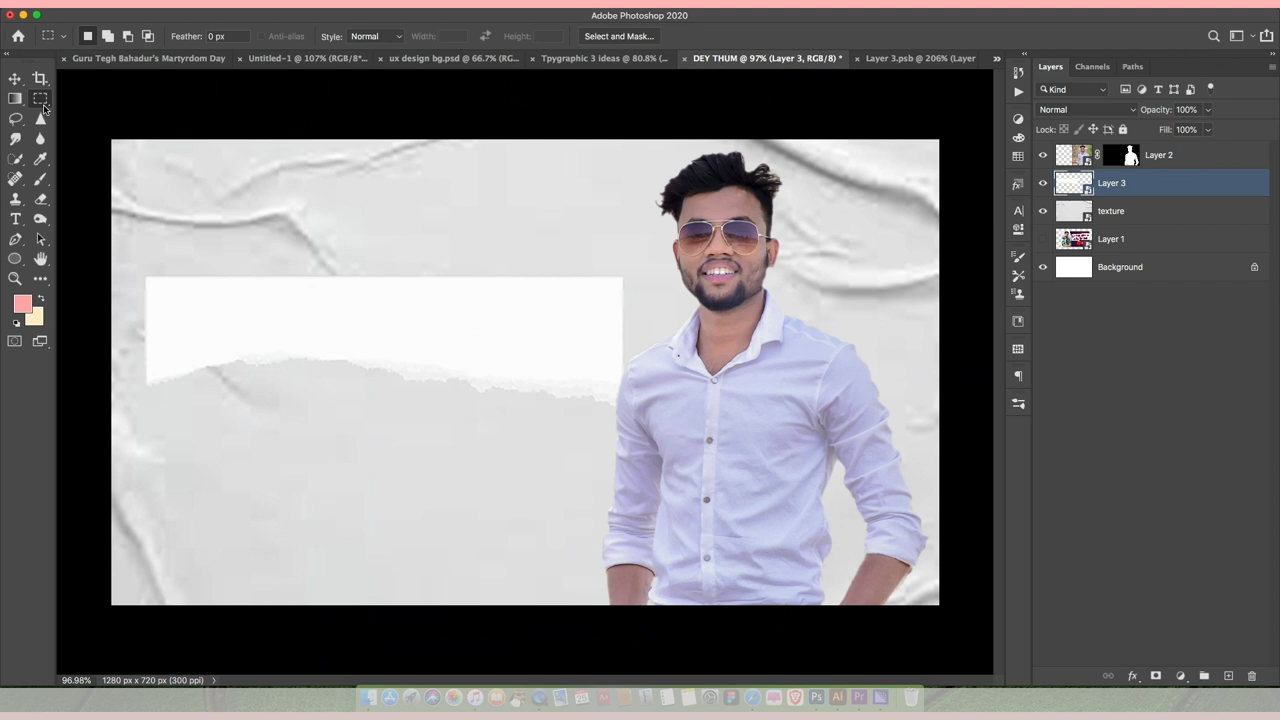 Adobe Photoshop 2020
Feather: 0 px Anti-alias Style: Normal Width: Height: Select and Mask...
× Guru Tegh Bahadur's Martyrdom Day × Untitled-1 @ 107% (RGB/8*... × ux design bg.psd @ 66.7% (RG... × Tpygraphic 3 ideas @ 80.8% (... × DEY THUM @ 97% (Layer 3, RGB/8) * × Layer 3.psb @ 206% (Layer
Layers Channels Paths
Kind
Normal Opacity: 100%
Lock: Fill: 100%
Layer 2
Layer 3
texture
Layer 1
Background
96.98% 1280 px x 720 px (300 ppi)